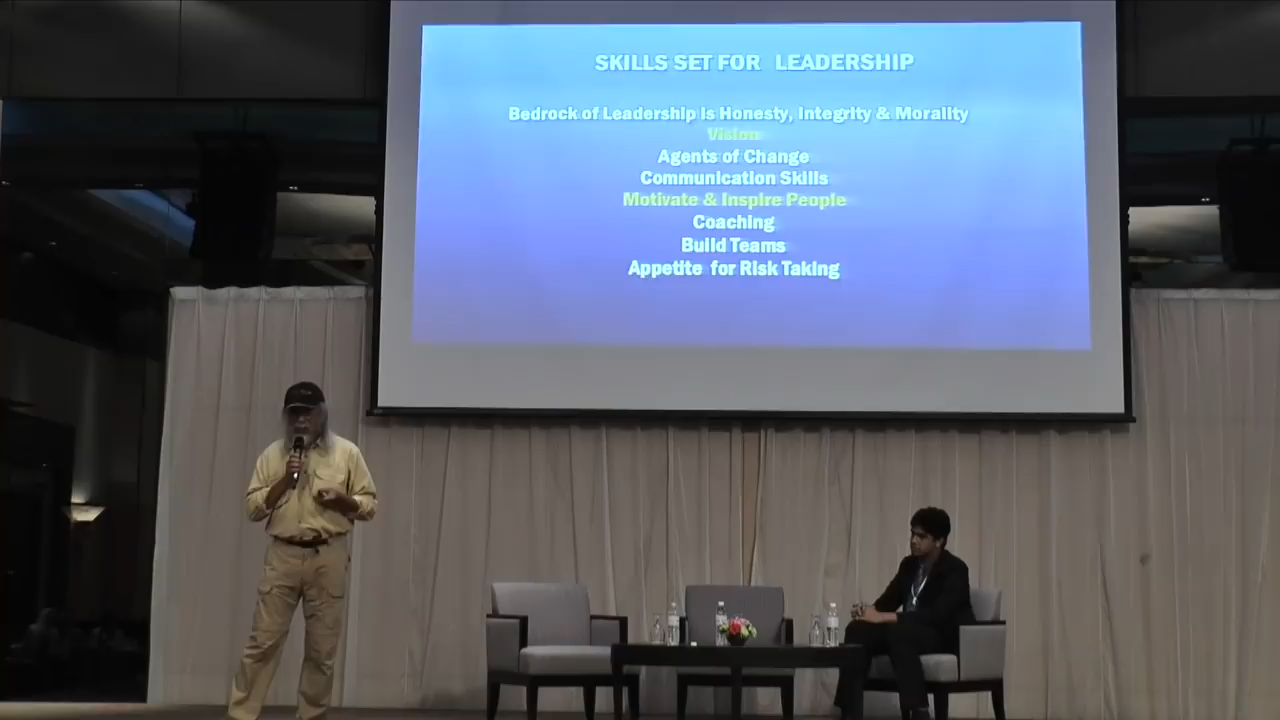 SKILLS SET FOR LEADERSHIP
Bedrock of Leadership is Honesty, Integrity & Morality
Vision
Agents of Change
Communication Skills
Motivate & Inspire People
Coaching
Build Teams
Appetite for Risk Taking